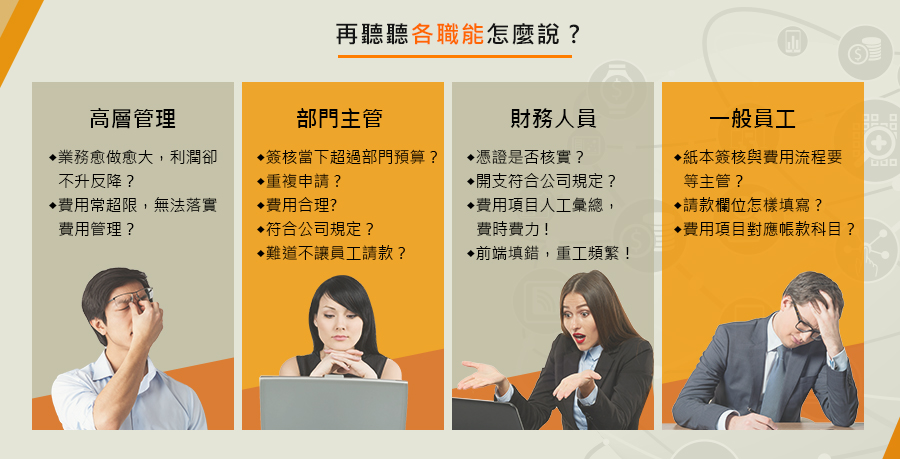 再聽聽各職能怎麼說？
高層管理
◆業務愈做愈大，利潤卻
不升反降？
◆費用常超限，無法落實
費用管理？
部門主管
◆簽核當下超過部門預算？
◆重複申請？
◆費用合理?
◆符合公司規定？
◆難道不讓員工請款？
財務人員
◆憑證是否核實？
◆開支符合公司規定？
◆費用項目人工彙總，
費時費力！
◆前端填錯，重工頻繁！
一般員工
◆紙本簽核與費用流程要
等主管？
◆請款欄位怎樣填寫？
◆費用項目對應帳款科目？